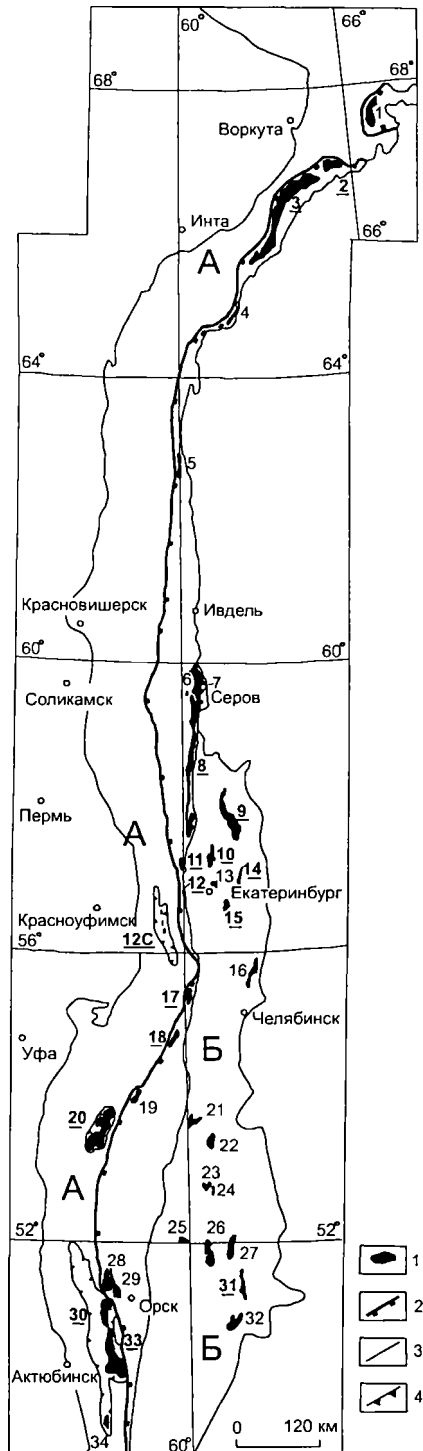 60°
66°
68°
68°
1
Воркута
2
3
66°
Инта
А
4
64°
64°
5
Красновишерск
Ивдель
60°
60°
6
7
Соликамск
Серов
8
Пермь
9
А
11
10
14
12
13
Екатеринбург
Красноуфимск
15
12С
56°
16
17
Челябинск
18
Б
Уфа
19
20
21
22
А
23
24
52°
25
26
52°
27
28
29
1
Орск
31
30
2
32
33
Б
3
Актюбинск
4
34
60°
0
120 км